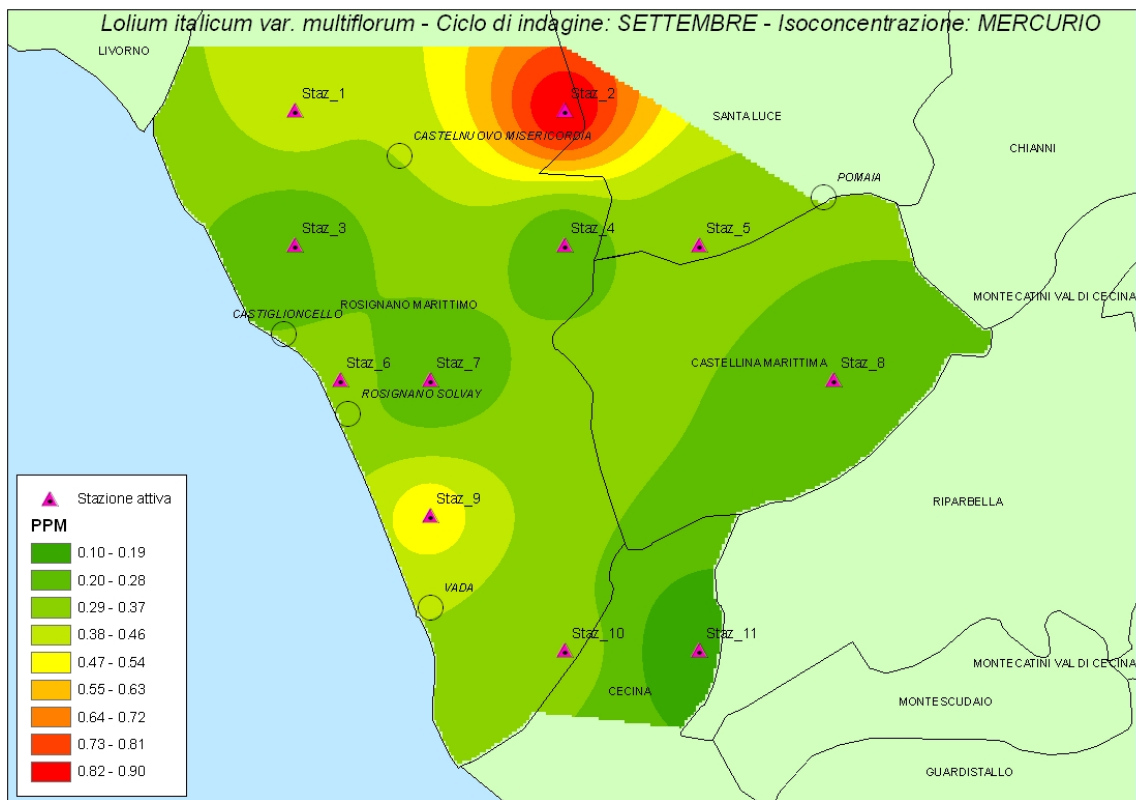 Lolium italicum var. multiflorum - Ciclo di indagine: SETTEMBRE - Isoconcentrazione: MERCURIO
LIVORNO
Staz_1
Staz_2
SANTA LUCE
CASTELNUOVO MISERICORDIA
CHIANNI
POMAIA
Staz_3
Staz_4
Staz_5
MONTECATINI VAL DI CECINA
ROSIGNANO MARITTIMO
CASTIGLIONCELLO
Staz_6
Staz_7
CASTELLINA MARITTIMA
Staz_8
ROSIGNANO SOLVAY
Staz_9
RIPARBELLA
VADA
Staz_10
Staz_11
MONTECATINI VAL DI CECINA
CECINA
MONTESCUDAIO
GUARDISTALLO
Stazione attiva
PPM
0.10 - 0.19
0.20 - 0.28
0.29 - 0.37
0.38 - 0.46
0.47 - 0.54
0.55 - 0.63
0.64 - 0.72
0.73 - 0.81
0.82 - 0.90